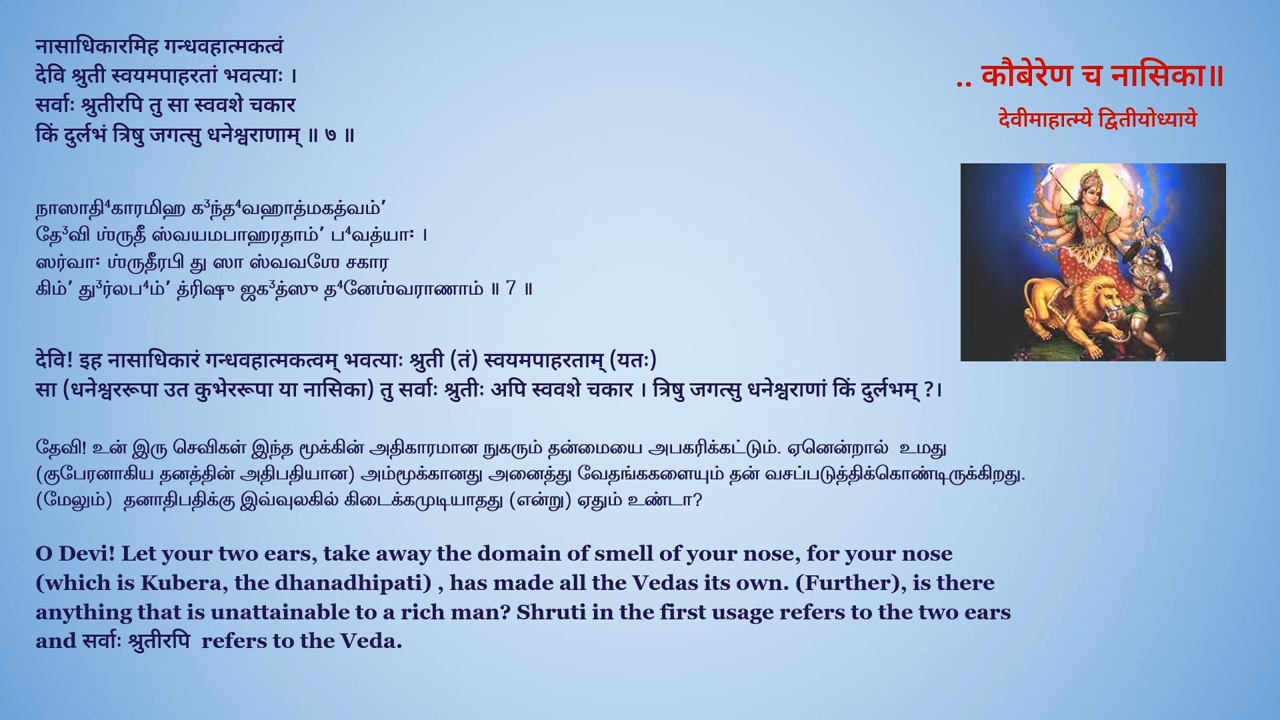 नासाधिकारमिह गन्धवहात्मकत्वं
देवि श्रुती स्वयमपाहरतां भवत्याः ।
सर्वाः श्रुतीरपि तु सा स्ववशे चकार
किं दुर्लभं त्रिषु जगत्सु धनेश्वराणाम् ॥ ७ ॥
.. कौबेरेण च नासिका॥
देवीमाहात्म्ये द्वितीयोध्याये
நாஸாதி⁴காரமிஹ க³ந்த⁴வஹாத்மகத்வம்ʼ
தே³வி ஶ்ருதீ ஸ்வயமபாஹரதாம்ʼ ப⁴வத்யா꞉ ।
ஸர்வா꞉ ஶ்ருதீரபி து ஸா ஸ்வவஶே சகார
கிம்ʼ து³ர்லப⁴ம்ʼ த்ரிஷு ஜக³த்ஸு த⁴னேஶ்வராணாம் ॥ 7 ॥
देवि! इह नासाधिकारं गन्धवहात्मकत्वम् भवत्याः श्रुती (तं) स्वयमपाहरताम् (यतः)
सा (धनेश्वररूपा उत कुभेररूपा या नासिका) तु सर्वाः श्रुतीः अपि स्ववशे चकार । त्रिषु जगत्सु धनेश्वराणां किं दुर्लभम् ?।
தேவி! உன் இரு செவிகள் இந்த மூக்கின் அதிகாரமான நுகரும் தன்மையை அபகரிக்கட்டும். ஏனென்றால் உமது
(குபேரனாகிய தனத்தின் அதிபதியான) அம்மூக்கானது அனைத்து வேதங்ககளையும் தன் வசப்படுத்திக்கொண்டிருக்கிறது.
(மேலும்) தனாதிபதிக்கு இவ்வுலகில் கிடைக்கமுடியாதது (என்று) ஏதும் உண்டா?
O Devi! Let your two ears, take away the domain of smell of your nose, for your nose
(which is Kubera, the dhanadhipati) , has made all the Vedas its own. (Further), is there
anything that is unattainable to a rich man? Shruti in the first usage refers to the two ears
and सर्वाः श्रुतीरपि refers to the Veda.